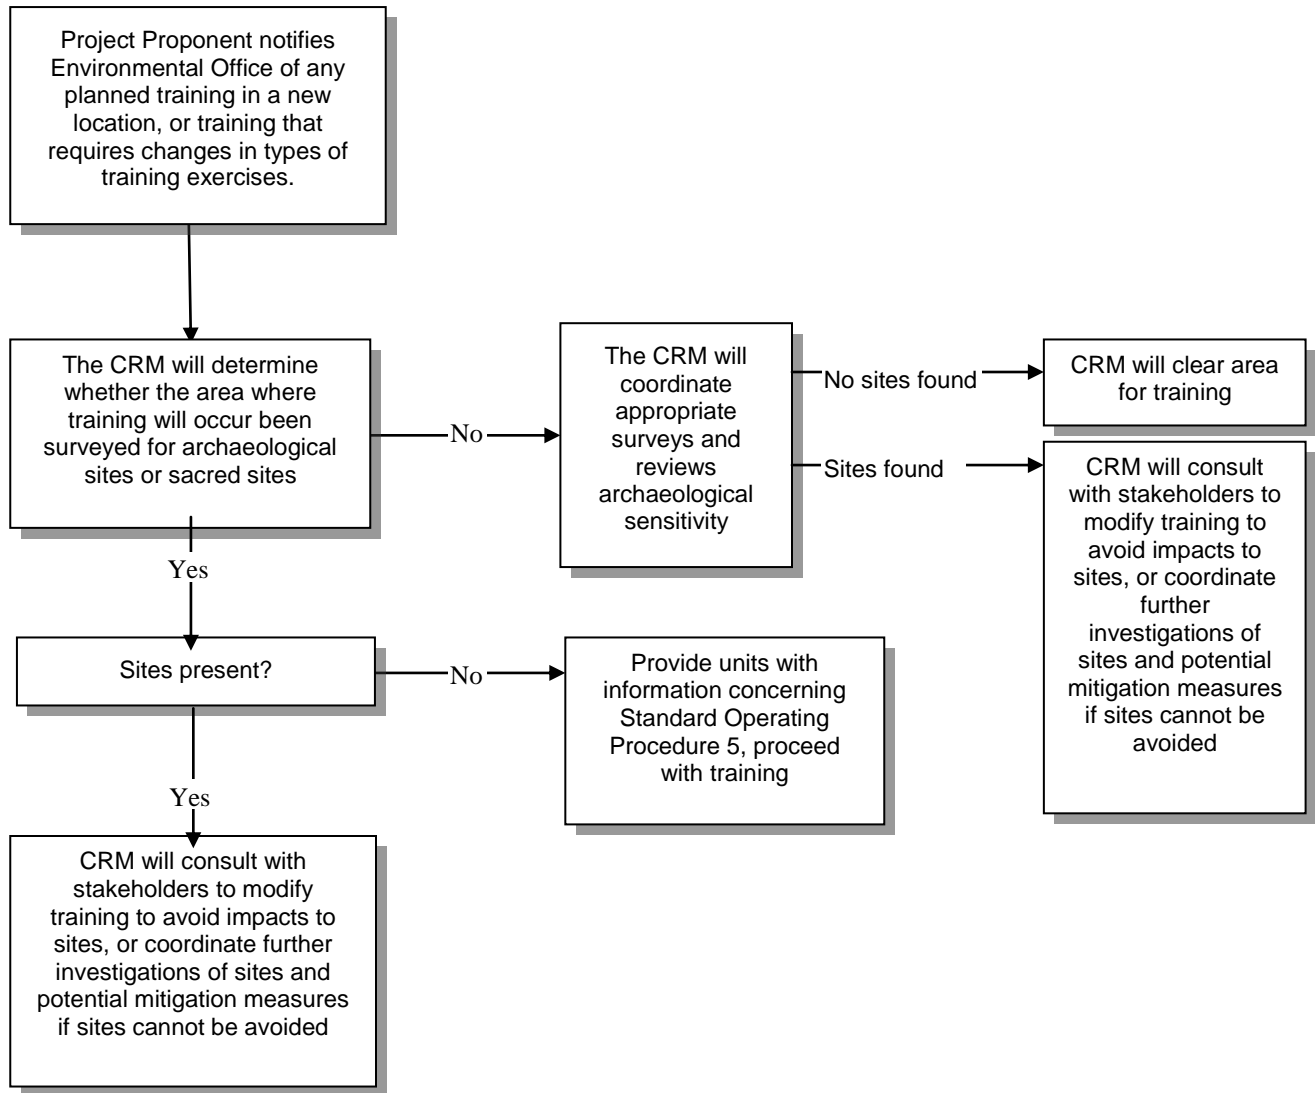 Project Proponent notifies
Environmental Office of any
planned training in a new
location, or training that
requires changes in types of
training exercises.
The CRM will determine
whether the area where
training will occur been
surveyed for archaeological
sites or sacred sites
No
The CRM will
coordinate
appropriate
surveys and
reviews
archaeological
sensitivity
No sites found
CRM will clear area
for training
Sites found
CRM will consult
with stakeholders to
modify training to
avoid impacts to
sites, or coordinate
further
investigations of
sites and potential
mitigation measures
if sites cannot be
avoided
Yes
Sites present?
No
Provide units with
information concerning
Standard Operating
Procedure 5, proceed
with training
Yes
CRM will consult with
stakeholders to modify
training to avoid impacts to
sites, or coordinate further
investigations of sites and
potential mitigation measures
if sites cannot be avoided